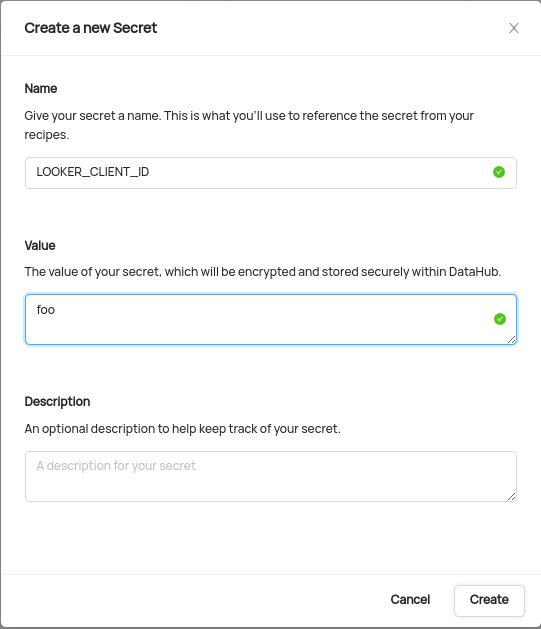 Create a new Secret
Name
Give your secret a name. This is what you'll use to reference the secret from your
recipes.
LOOKER_CLIENT_ID
Value
The value of your secret, which will be encrypted and stored securely within DataHub.
foo
Description
An optional description to help keep track of your secret.
A description for your secret
Cancel
Create